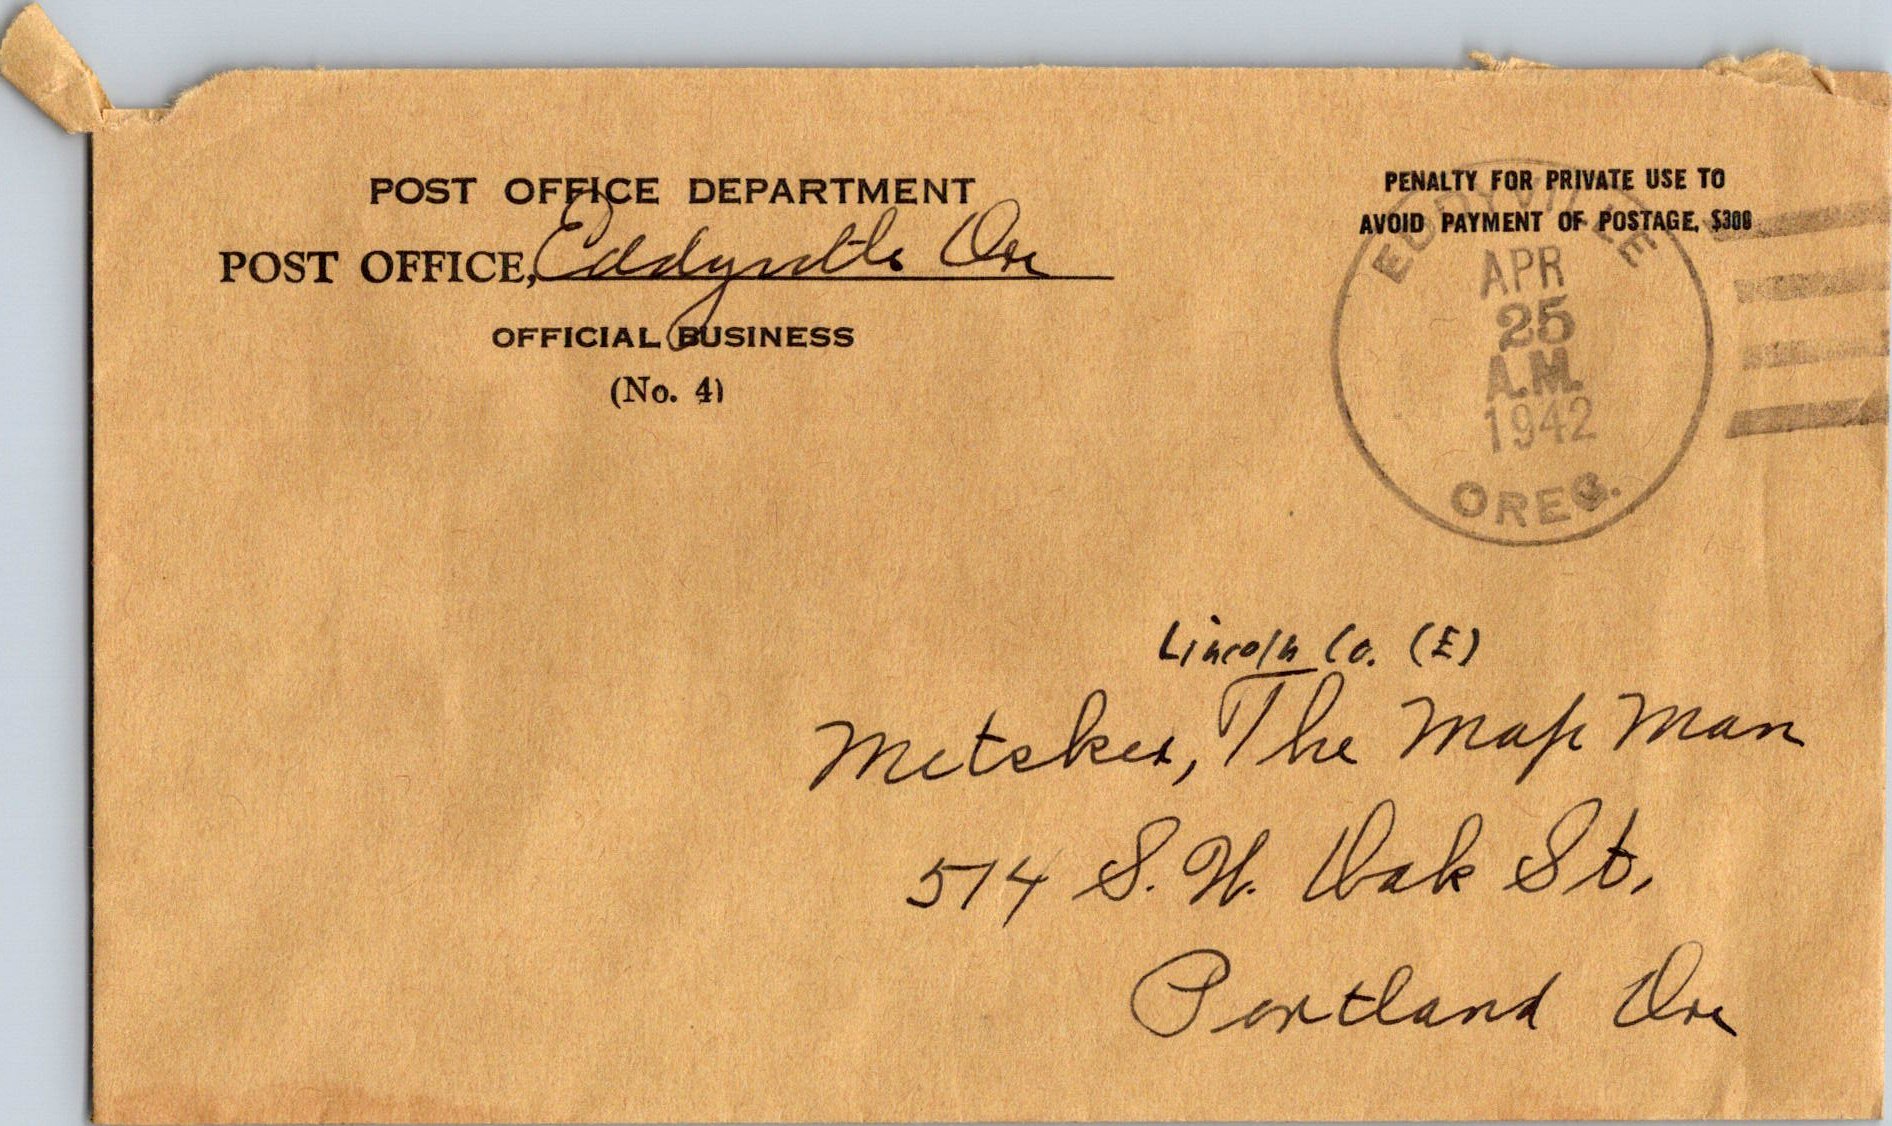 POST OFFICE DEPARTMENT
POST OFFICE, Eddyville Ore
OFFICIAL BUSINESS
(No. 4)
PENALTY FOR PRIVATE USE TO
AVOID PAYMENT OF POSTAGE, $300
EDDYVILLE
APR
25
A.M.
1942
OREG.
Lincoln Co. (E)
Metsker, The Map Man
514 S.W. Oak St.
Portland Ore